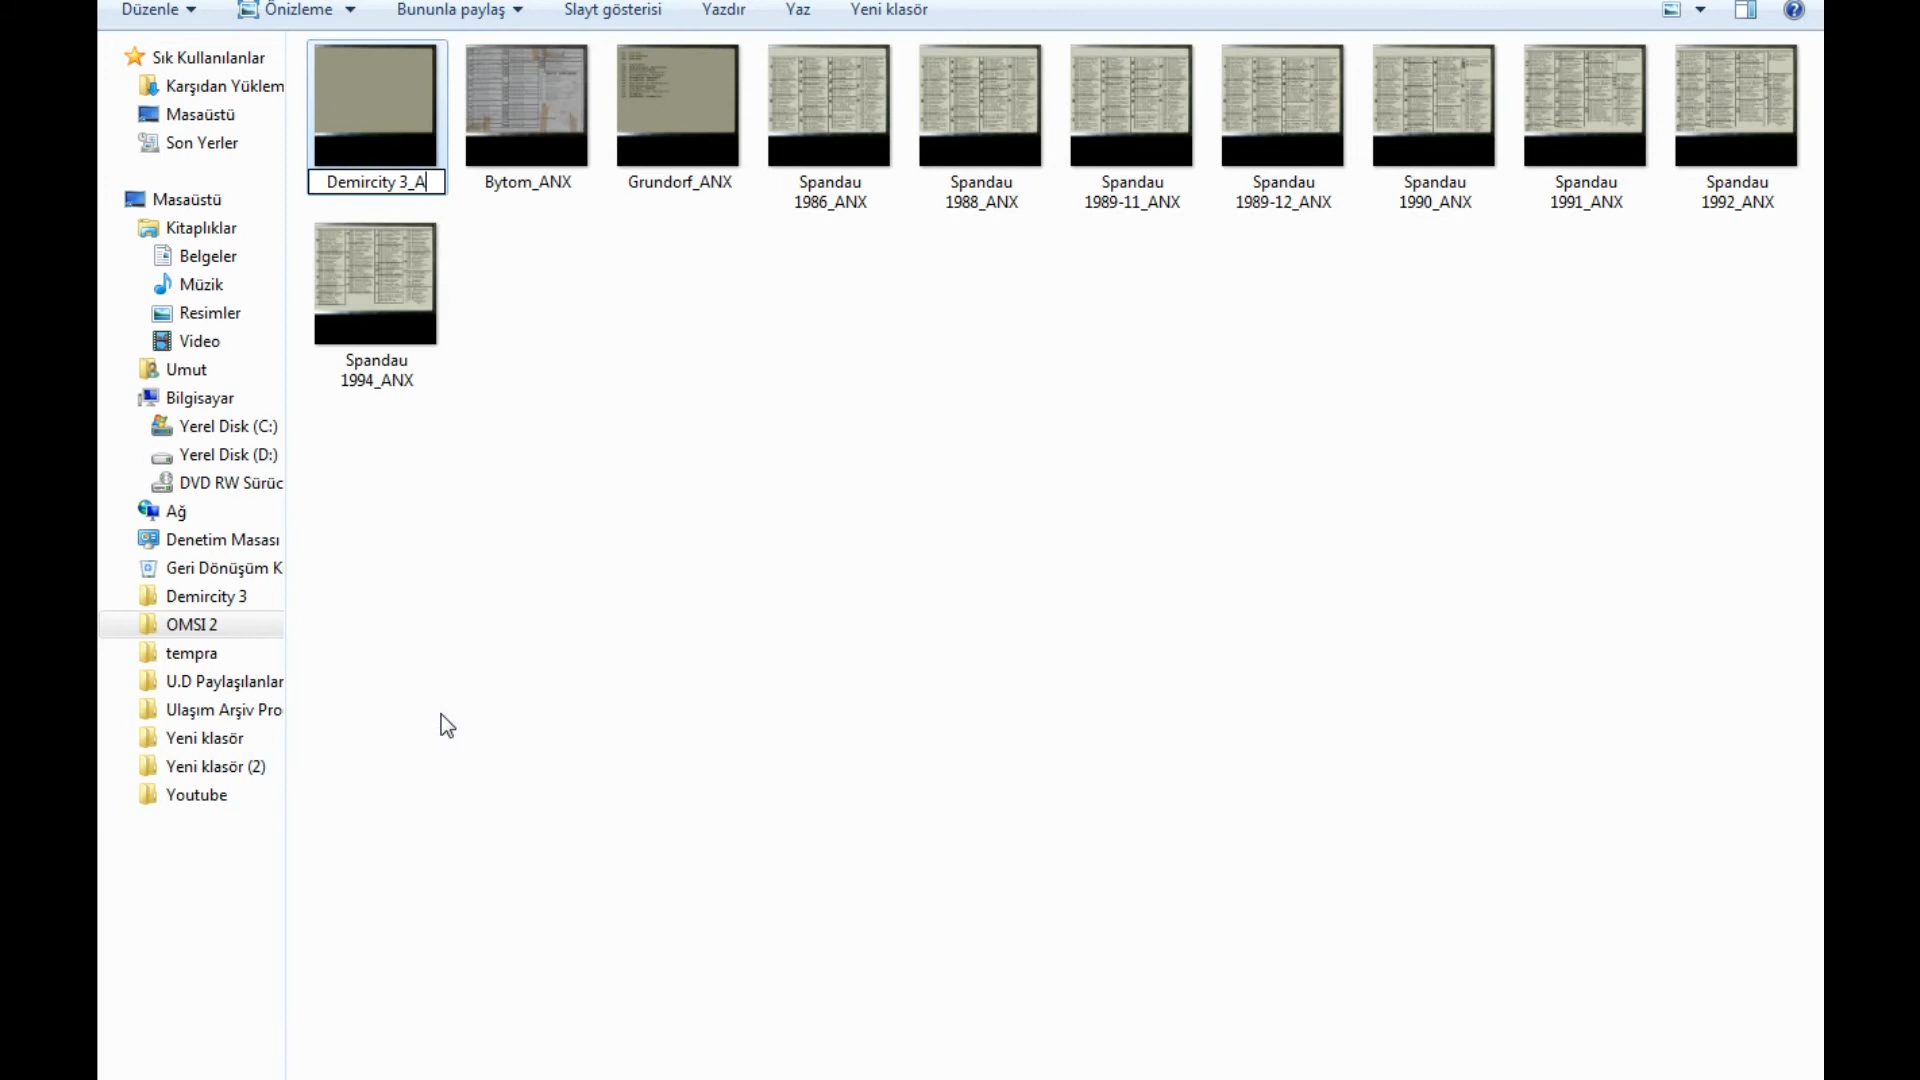 Düzenle
Önizleme
Bununla paylaş
Slayt gösterisi
Yazdır
Yaz
Yeni klasör
Sık Kullanılanlar
Karşıdan Yüklem
Masaüstü
Son Yerler
Masaüstü
Kitaplıklar
Belgeler
Müzik
Resimler
Video
Umut
Bilgisayar
Yerel Disk (C:)
Yerel Disk (D:)
DVD RW Sürüc
Ağ
Denetim Masası
Geri Dönüşüm K
Demircity 3
OMSI 2
tempra
U.D Paylaşılanlar
Ulaşım Arşiv Pro
Yeni klasör
Yeni klasör (2)
Youtube
Demircity 3_A
Bytom_ANX
Grundorf_ANX
Spandau
1986_ANX
Spandau
1988_ANX
Spandau
1989-11_ANX
Spandau
1989-12_ANX
Spandau
1990_ANX
Spandau
1991_ANX
Spandau
1992_ANX
Spandau
1994_ANX